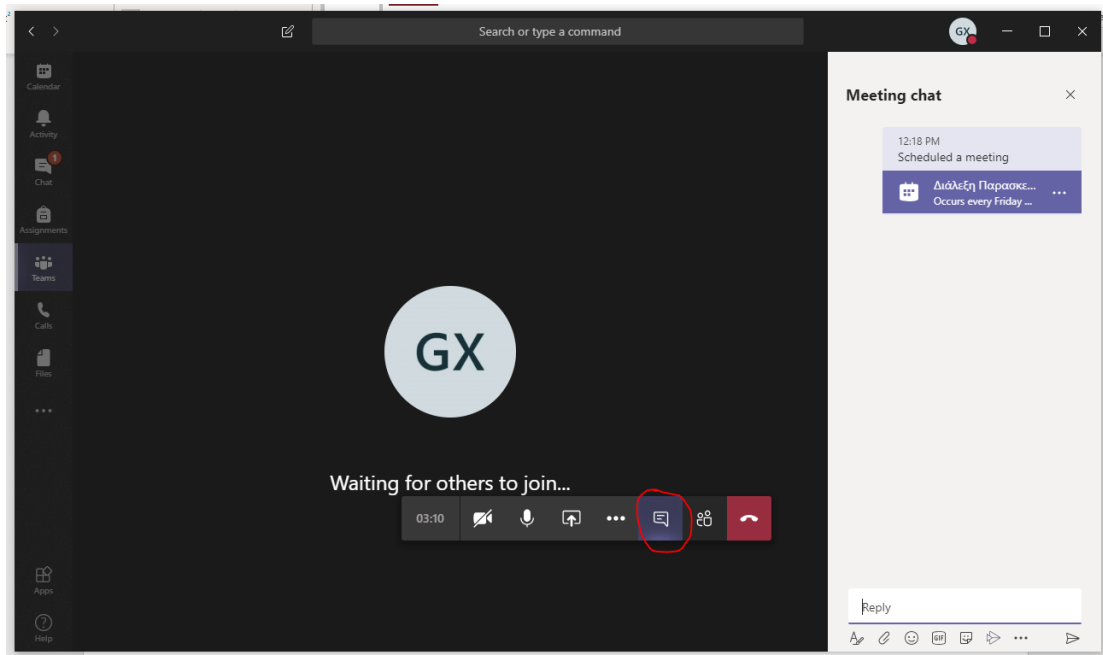 Search or type a command
GX
Calendar
Activity
1
Chat
Assignments
Teams
Calls
Files
Apps
Help
GX
Waiting for others to join...
03:10
Meeting chat
12:18 PM
Scheduled a meeting
Διάλεξη Παρασκε...
Occurs every Friday ...
Reply
GIF